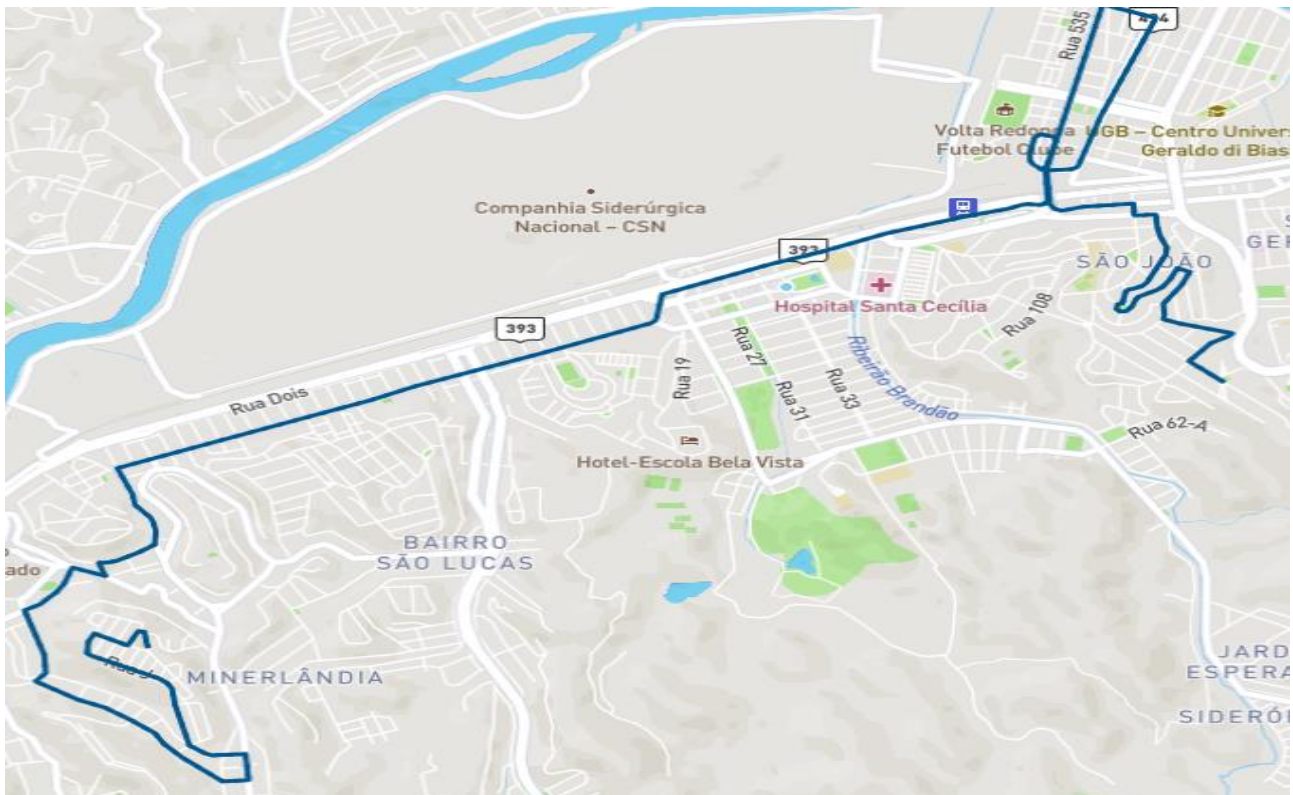 Rua 535
Volta Redonda
Futebol Clube
UGB – Centro Univers
Geraldo di Bias
Companhia Siderúrgica
Nacional – CSN
393
SÃO JOÃO
GE
Hospital Santa Cecília
393
Rua 108
Rua Dois
Rua 19
Rua 27
Rua 31
Rua 33
Ribeirão Brandão
Rua 62-A
Hotel-Escola Bela Vista
BAIRRO
SÃO LUCAS
ado
MINERLÂNDIA
JARD
ESPERA
SIDERÓ